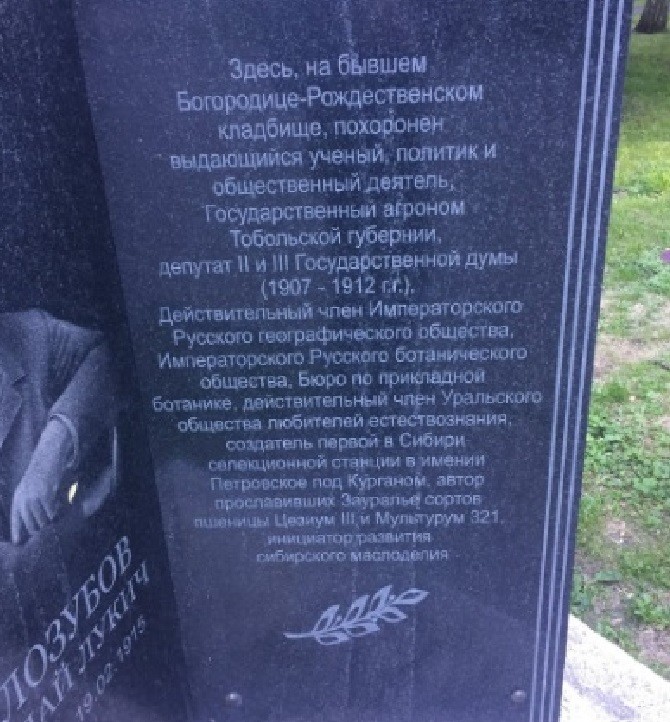 Здесь, на бывшем
Богородице-Рождественском
кладбище, похоронен
выдающийся ученый, политик и
общественный деятель,
Государственный агроном
Тобольской губернии,
депутат II и III Государственной думы
(1907 - 1912 г.г.).
Действительный член Императорского
Русского географического общества,
Императорского Русского ботанического
общества, Бюро по прикладной
ботанике, действительный член Уральского
общества любителей естествознания,
создатель первой в Сибири
селекционной станции в имении
Петровское под Курганом, автор
прославивших Зауралье сортов
пшеницы Цезиум III и Мультурум 321,
инициатор развития
сибирского маслоделия
ЛОЗУБОВ
ЛАЙ ЛУКИЧ
19.02.1915